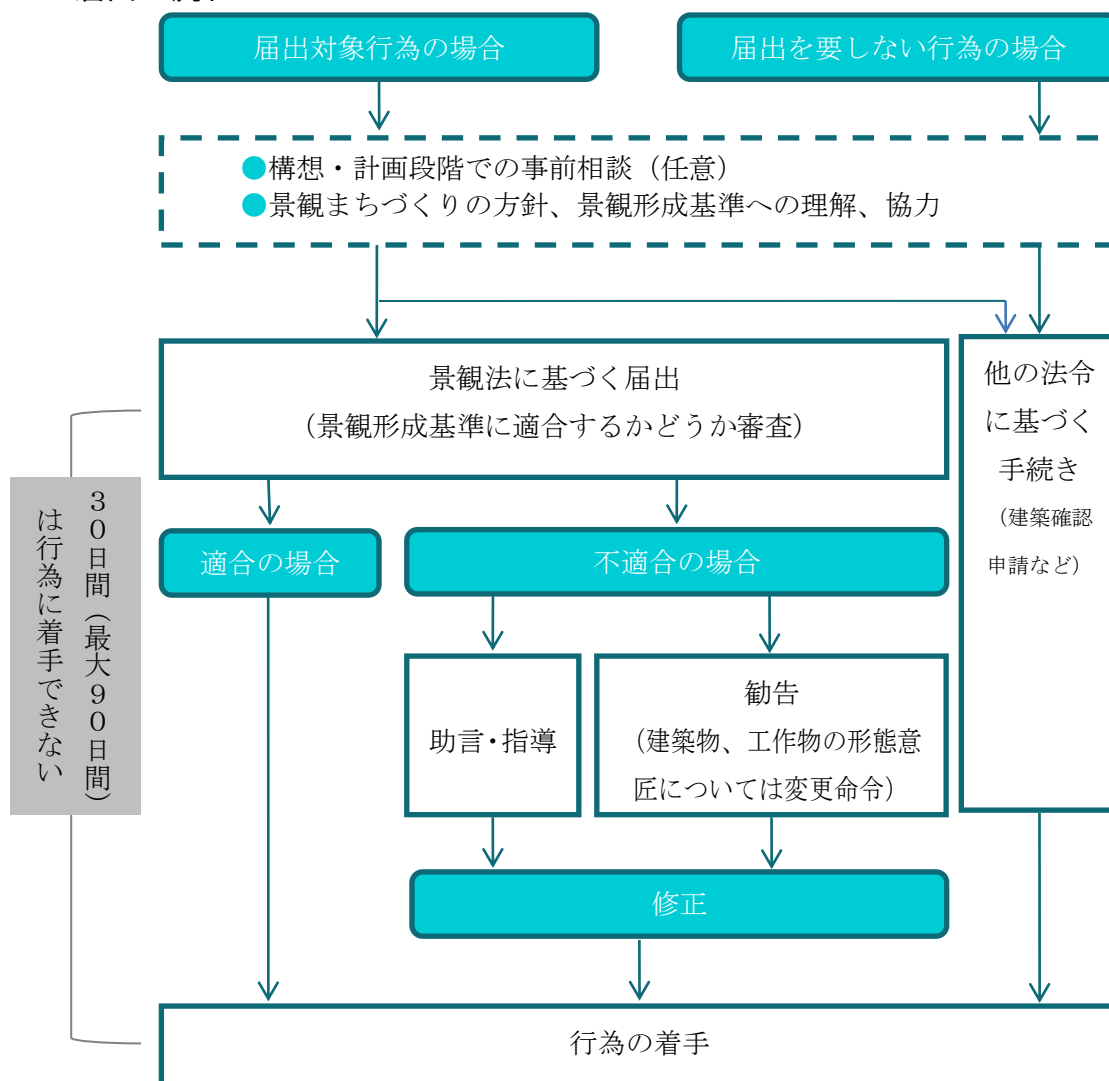 届出対象行為の場合
届出を要しない行為の場合
●構想・計画段階での事前相談（任意）
●景観まちづくりの方針、景観形成基準への理解、協力
景観法に基づく届出
（景観形成基準に適合するかどうか審査）
他の法令
に基づく
手続き
（建築確認
申請など）
３０日間（最大９０日間）
は行為に着手できない
適合の場合
不適合の場合
助言・指導
勧告
（建築物、工作物の形態意
匠については変更命令）
修正
行為の着手